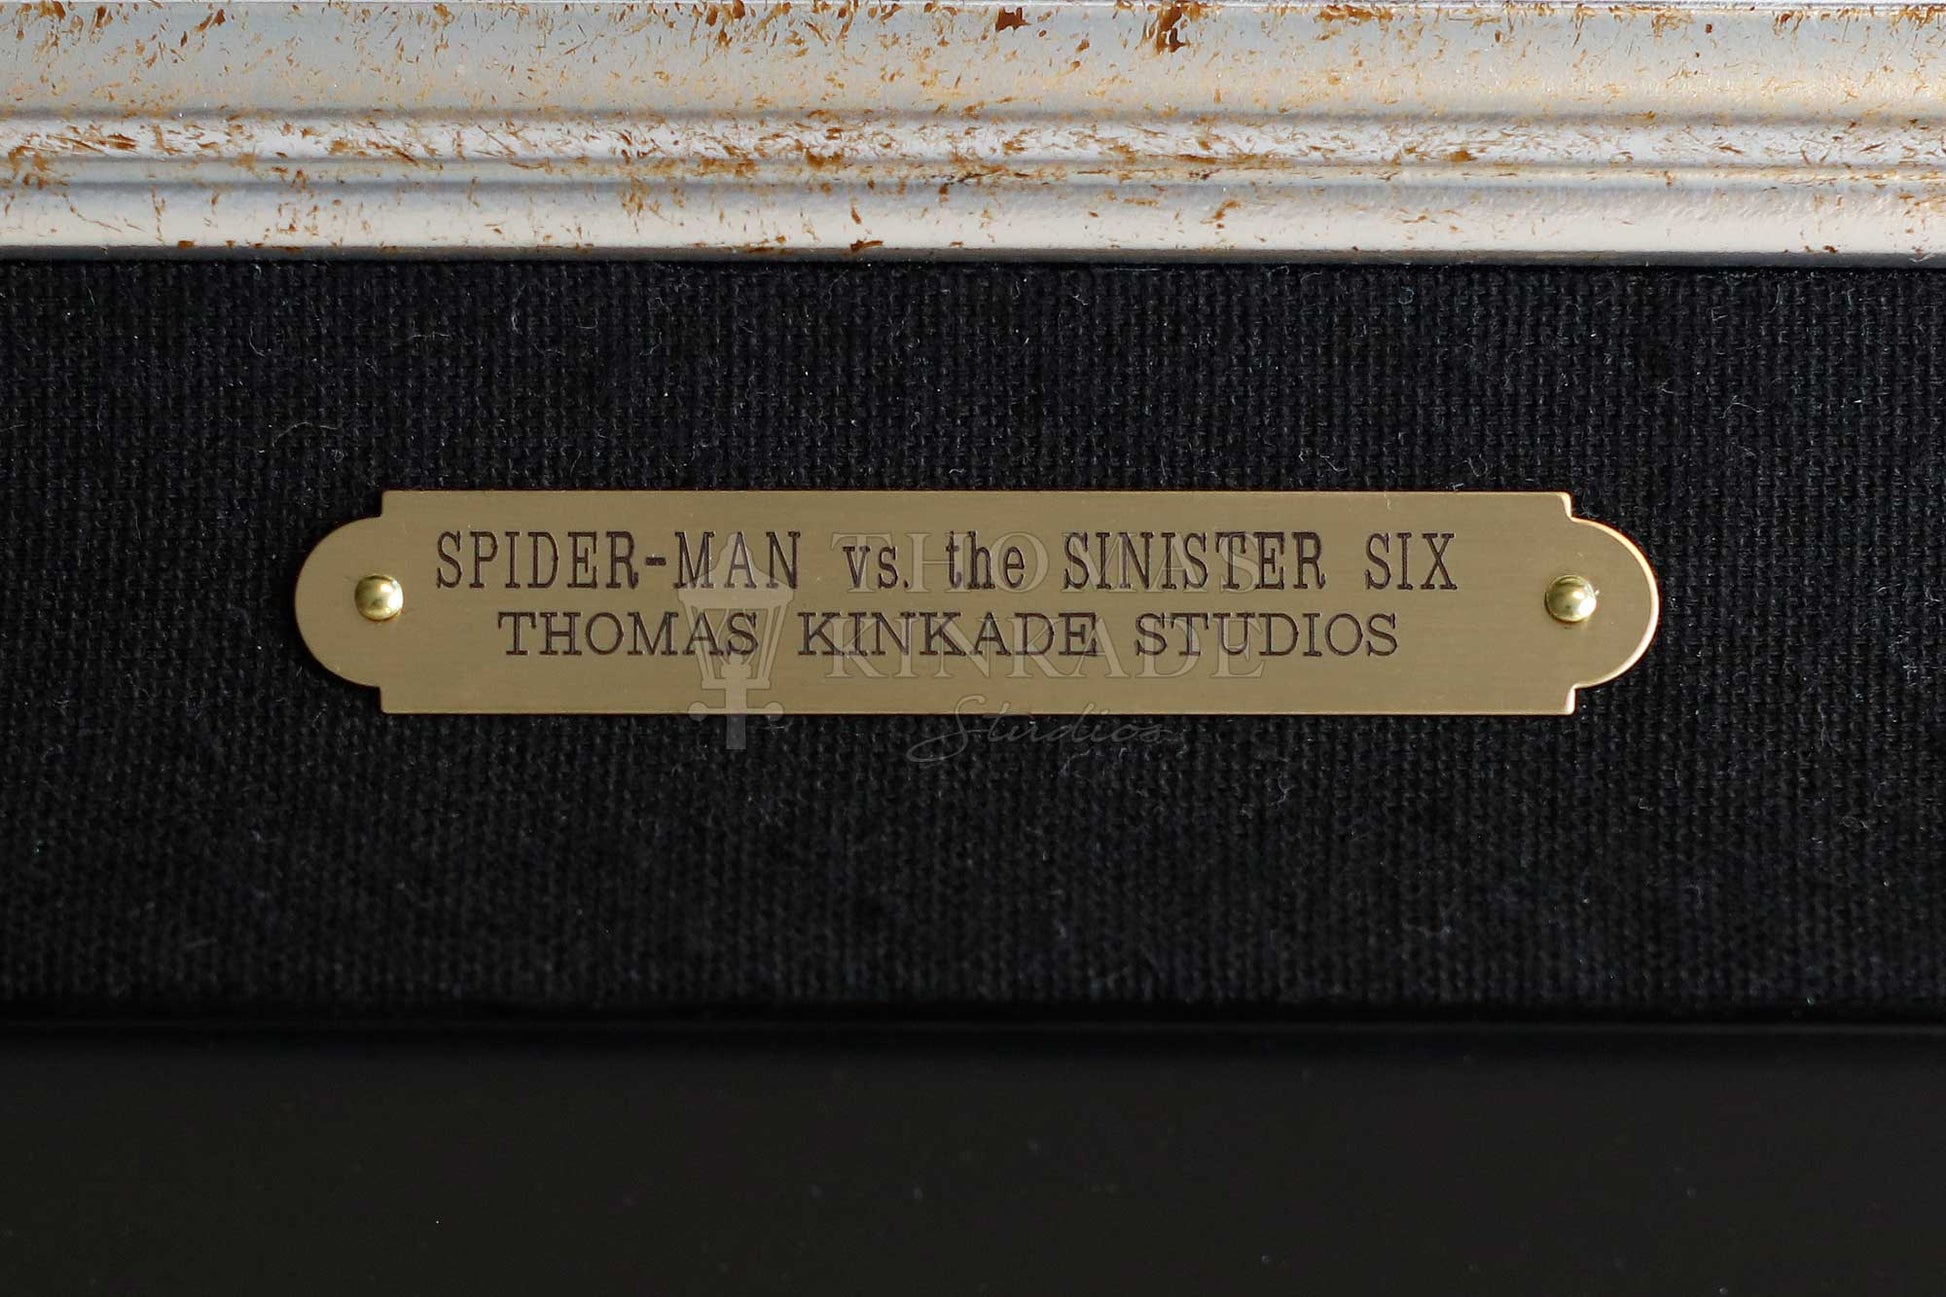 SPIDER-MAN vs. the SINISTER SIX
THOMAS KINKADE STUDIOS
THOMAS
KINKADE
Studios